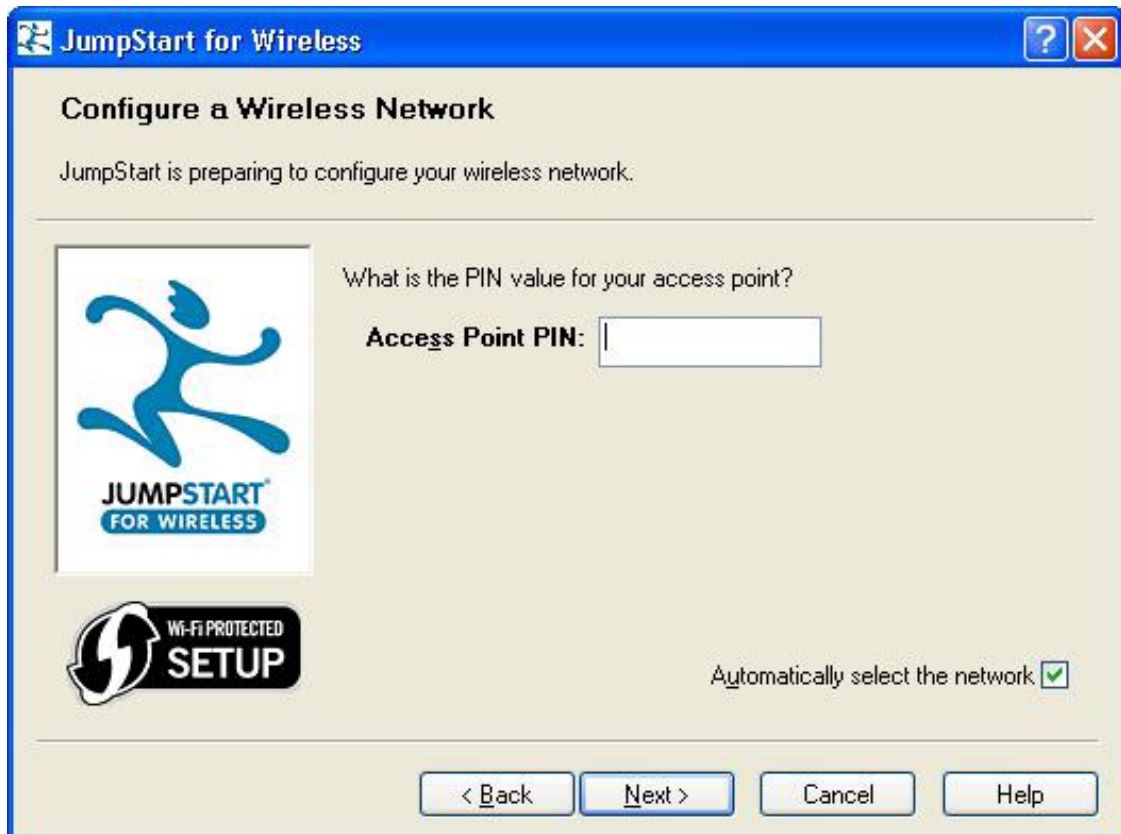 JumpStart for Wireless
Configure a Wireless Network
JumpStart is preparing to configure your wireless network.
What is the PIN value for your access point?
Access Point PIN:
JUMPSTART®
FOR WIRELESS
Wi-Fi PROTECTED
SETUP
Automatically select the network
< Back Next > Cancel Help